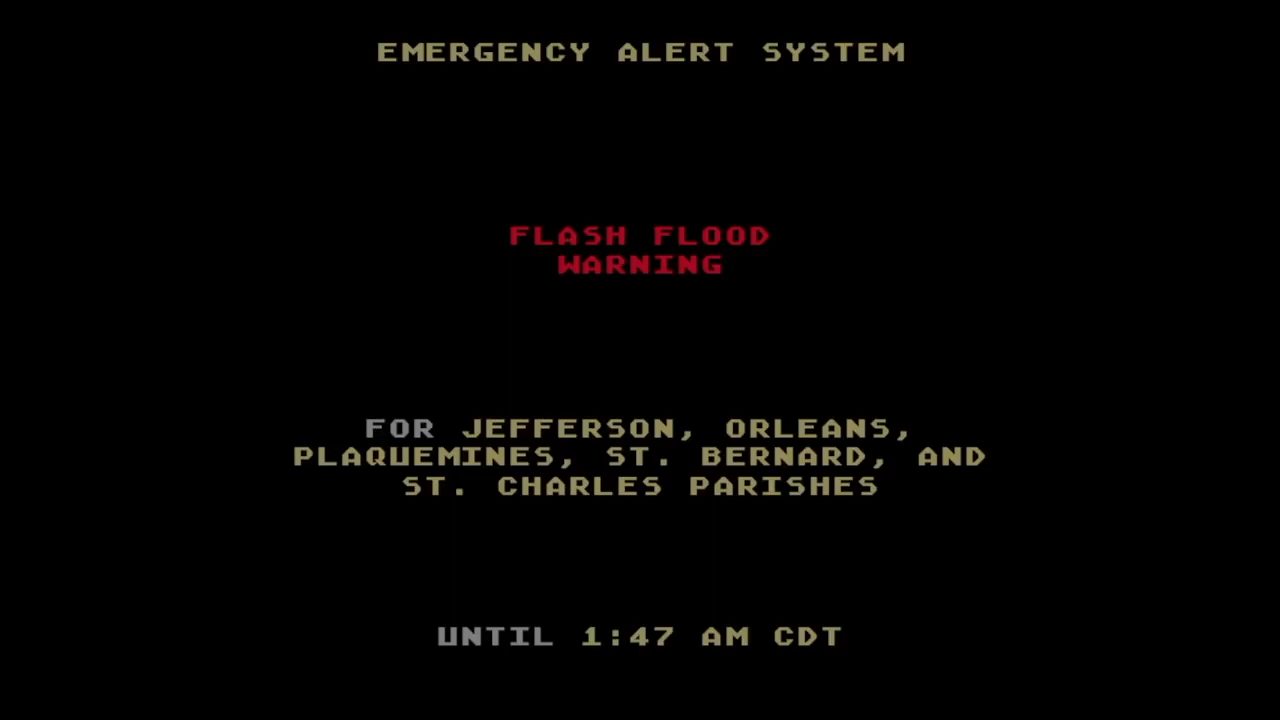 EMERGENCY ALERT SYSTEM
FLASH FLOOD
WARNING
FOR JEFFERSON, ORLEANS,
PLAQUEMINES, ST. BERNARD, AND
ST. CHARLES PARISHES
UNTIL 1:47 AM CDT